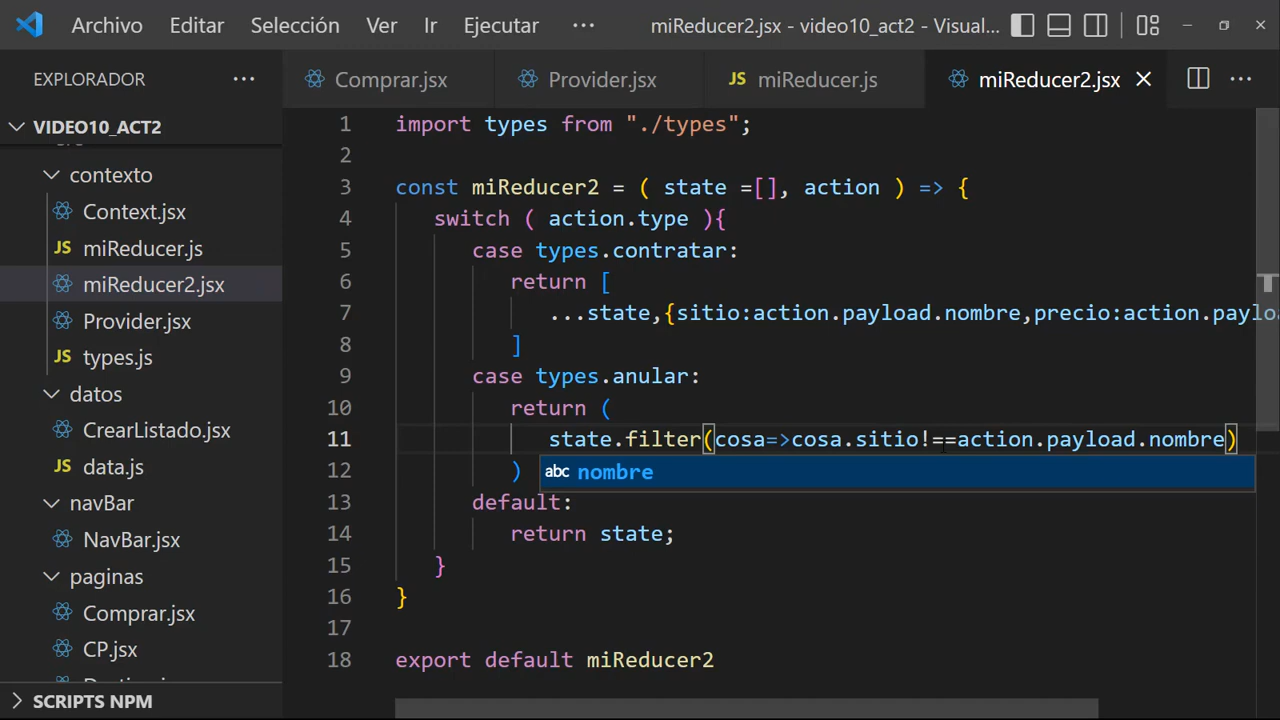 Archivo Editar Selección Ver Ir Ejecutar ··· miReducer2.jsx - video10_act2 - Visual...
EXPLORADOR ···
Comprar.jsx Provider.jsx JS miReducer.js miReducer2.jsx
VIDEO10_ACT2
contexto
Context.jsx
JS miReducer.js
miReducer2.jsx
Provider.jsx
JS types.js
datos
CrearListado.jsx
JS data.js
navBar
NavBar.jsx
paginas
Comprar.jsx
CP.jsx
SCRIPTS NPM
1 import types from "./types";
2
3 const miReducer2 = ( state =[], action ) => {
4 switch ( action.type ){
5 case types.contratar:
6 return [
7 ...state,{sitio:action.payload.nombre,precio:action.paylo
8 ]
9 case types.anular:
10 return (
11 state.filter(cosa=>cosa.sitio!==action.payload.nombre)
abc nombre
12 )
13 default:
14 return state;
15 }
16 }
17
18 export default miReducer2